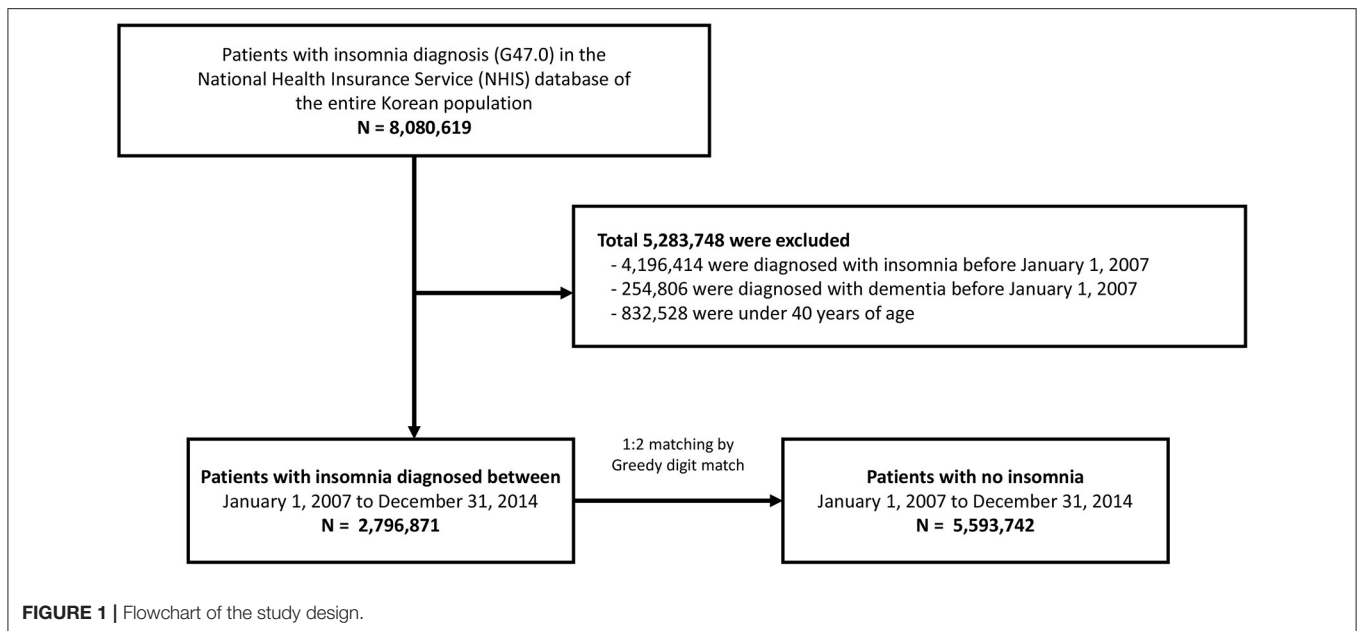 Patients with insomnia diagnosis (G47.0) in the
National Health Insurance Service (NHIS) database of
the entire Korean population
N = 8,080,619
Total 5,283,748 were excluded
- 4,196,414 were diagnosed with insomnia before January 1, 2007
- 254,806 were diagnosed with dementia before January 1, 2007
- 832,528 were under 40 years of age
Patients with insomnia diagnosed between
January 1, 2007 to December 31, 2014
N = 2,796,871
1:2 matching by
Greedy digit match
Patients with no insomnia
January 1, 2007 to December 31, 2014
N = 5,593,742
FIGURE 1 | Flowchart of the study design.